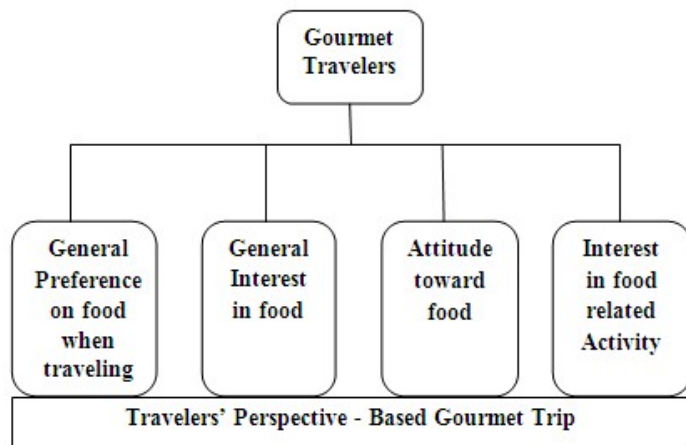 Gourmet
Travelers
General
Preference
on food
when
traveling
General
Interest
in food
Attitude
toward
food
Interest
in food
related
Activity
Travelers’ Perspective - Based Gourmet Trip